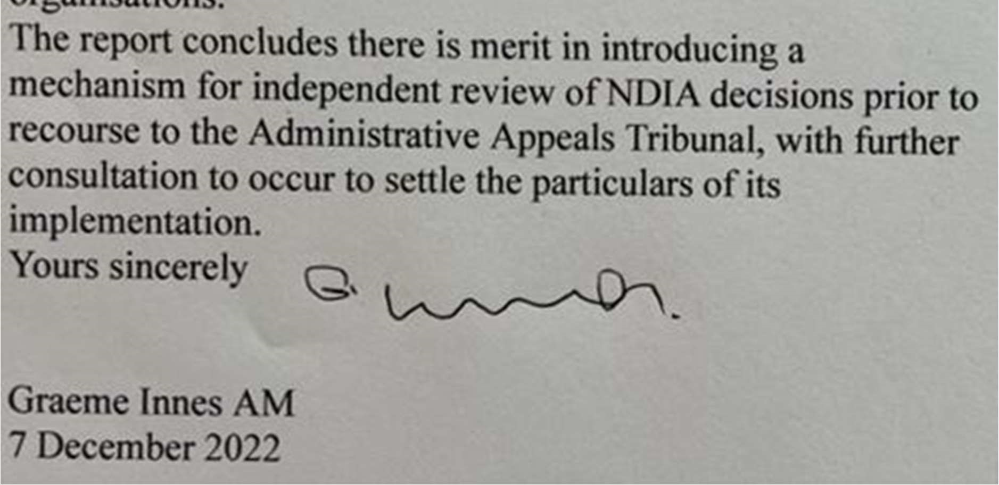 organisations.
The report concludes there is merit in introducing a
mechanism for independent review of NDIA decisions prior to
recourse to the Administrative Appeals Tribunal, with further
consultation to occur to settle the particulars of its
implementation.
Yours sincerely
Graeme Innes AM
7 December 2022